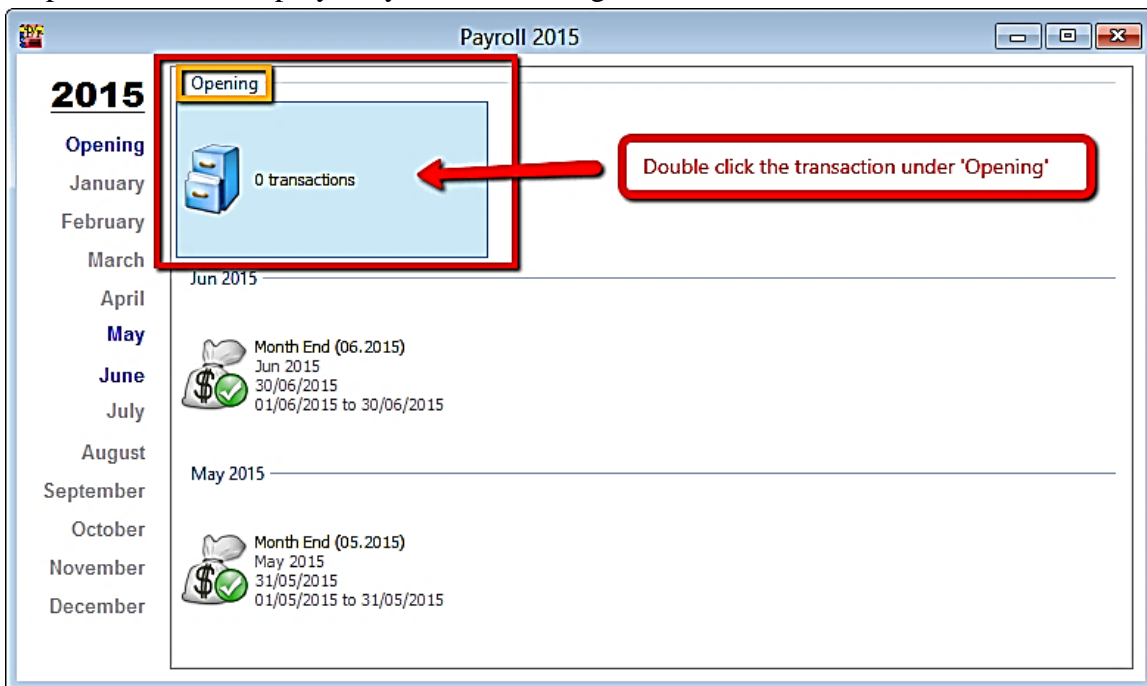 Payroll 2015
2015
Opening
January
February
March
April
May
June
July
August
September
October
November
December
Opening
0 transactions
Double click the transaction under 'Opening'
Jun 2015
Month End (06.2015)
Jun 2015
30/06/2015
01/06/2015 to 30/06/2015
May 2015
Month End (05.2015)
May 2015
31/05/2015
01/05/2015 to 31/05/2015